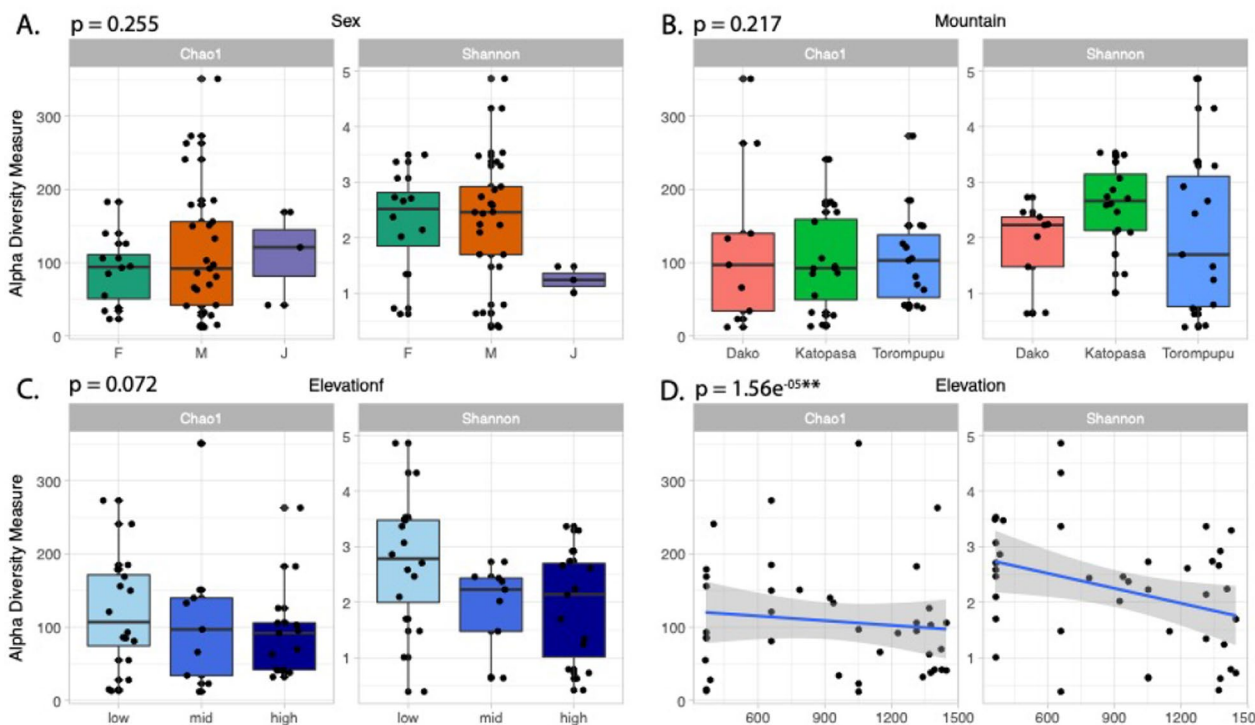 A. p = 0.255 Sex
Chao1 Shannon
Alpha Diversity Measure
300
200
100
0
5
4
3
2
1
F M J F M J
B. p = 0.217 Mountain
Chao1 Shannon
300
200
100
0
5
4
3
2
1
Dako Katopasa Torompupu Dako Katopasa Torompupu
C. p = 0.072 Elevationf
Chao1 Shannon
Alpha Diversity Measure
300
200
100
0
5
4
3
2
1
low mid high low mid high
D. p = 1.56e-05** Elevation
Chao1 Shannon
300
200
100
0
5
4
3
2
1
600 900 1200 1500 600 900 1200 150